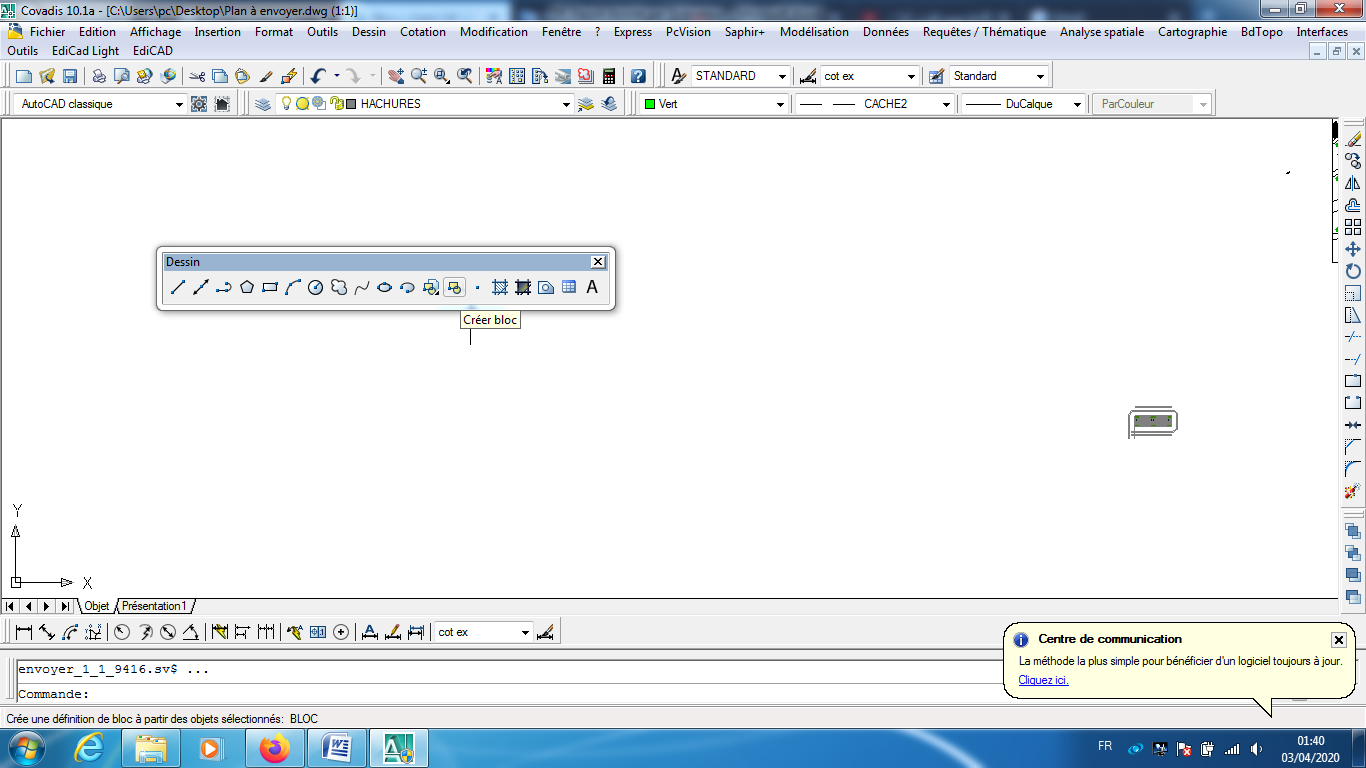 Covadis 10.1a - [C:\Users\pc\Desktop\Plan à envoyer.dwg (1:1)]
Fichier Edition Affichage Insertion Format Outils Dessin Cotation Modification Fenêtre ? Express PcVision Saphir+ Modélisation Données Requêtes / Thématique Analyse spatiale Cartographie BdTopo Interfaces
Outils EdiCad Light EdiCAD
STANDARD cot ex Standard
AutoCAD classique HACHURES Vert CACHE2 DuCalque ParCouleur
Dessin
A
Créer bloc
Y
X
Objet Présentation1
cot ex
Centre de communication
La méthode la plus simple pour bénéficier d'un logiciel toujours à jour.
Cliquez ici.
envoyer_1_1_9416.sv$ ...
Commande:
Crée une définition de bloc à partir des objets sélectionnés: BLOC
FR
01:40
03/04/2020